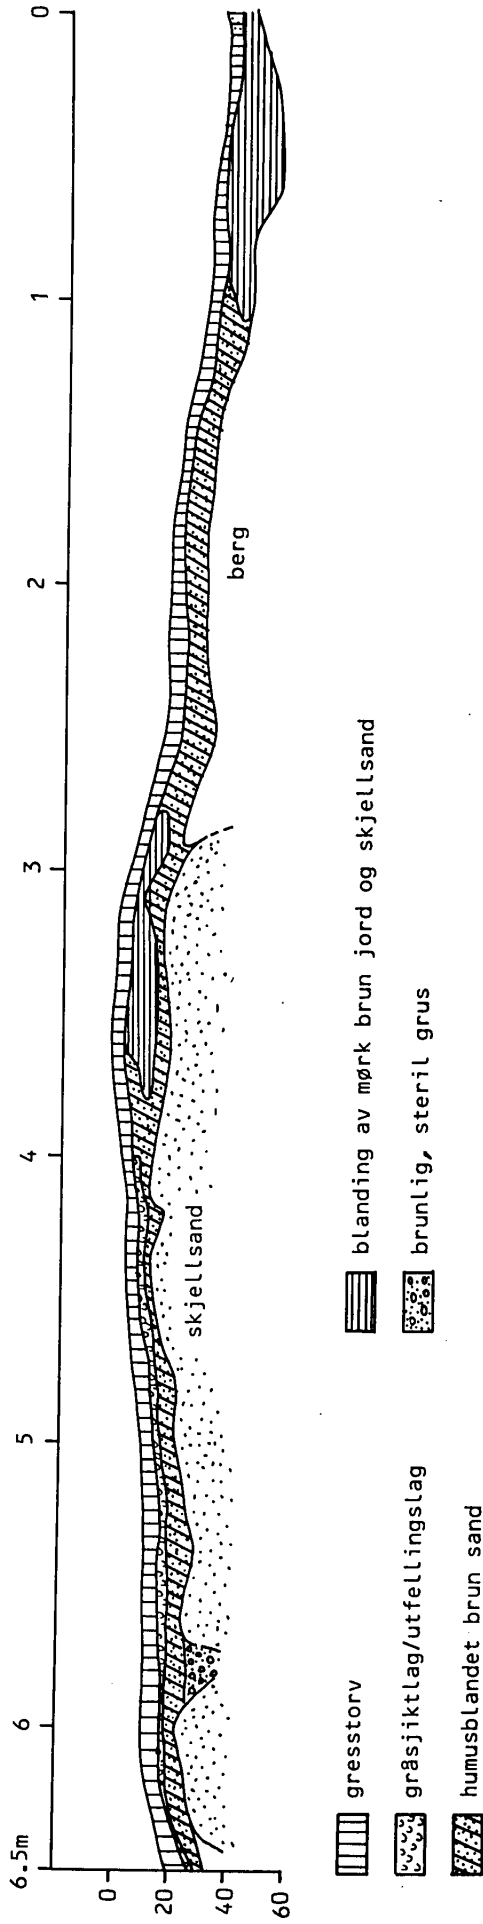 6.5m 6 5 4 3 2 1 0
0
20
40
60
skjellsand
berg
gresstorv
gråsjiktlag/utfellingslag
humusblandet brun sand
blanding av mørk brun jord og skjellsand
brunlig, steril grus